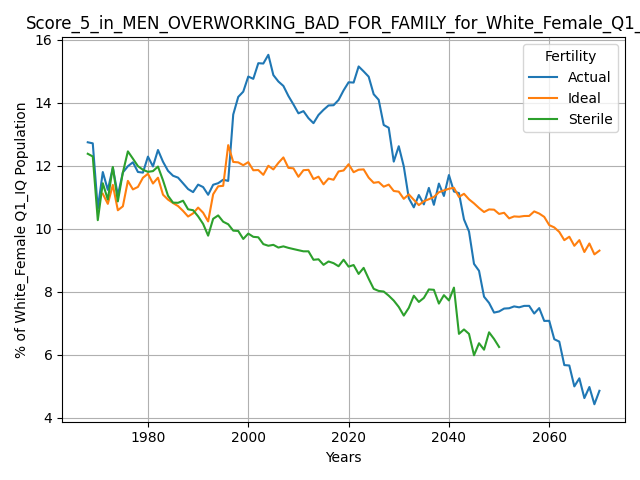 Score_5_in_MEN_OVERWORKING_BAD_FOR_FAMILY_for_White_Female_Q1_
16
14
12
10
8
6
4
% of White_Female Q1_IQ Population
Fertility
Actual
Ideal
Sterile
1980
2000
2020
2040
2060
Years